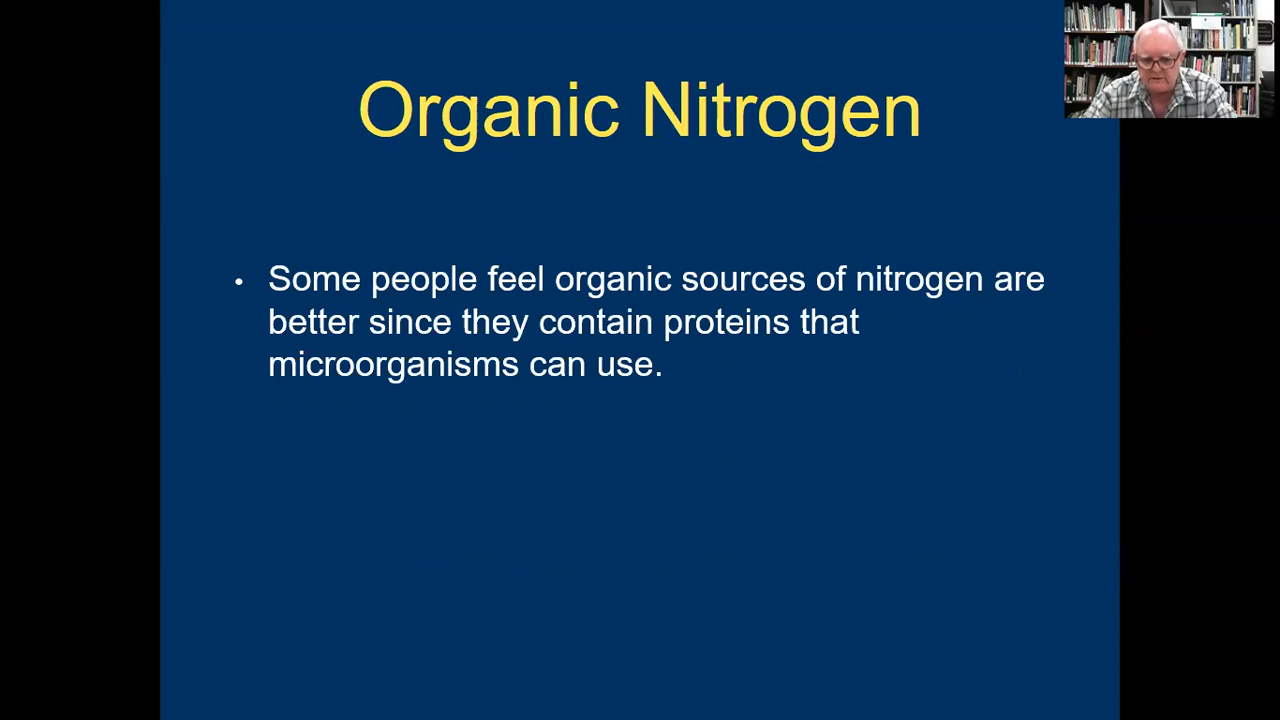 Organic Nitrogen
• Some people feel organic sources of nitrogen are
better since they contain proteins that
microorganisms can use.